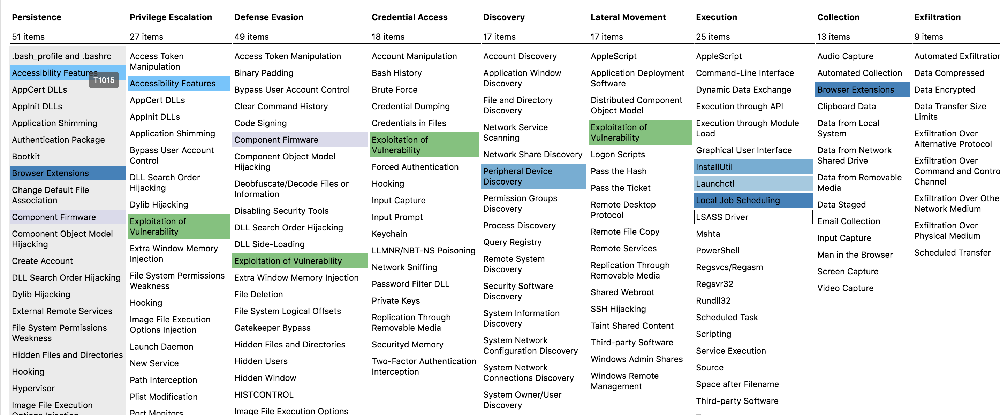 Persistence
51 items
.bash_profile and .bashrc
Accessibility Features
T1015
AppCert DLLs
AppInit DLLs
Application Shimming
Authentication Package
Bootkit
Browser Extensions
Change Default File
Association
Component Firmware
Component Object Model
Hijacking
Create Account
DLL Search Order Hijacking
Dylib Hijacking
External Remote Services
File System Permissions
Weakness
Hidden Files and Directories
Hooking
Hypervisor
Image File Execution
Options Injection
Privilege Escalation
27 items
Access Token
Manipulation
Accessibility Features
AppCert DLLs
AppInit DLLs
Application Shimming
Bypass User Account
Control
DLL Search Order
Hijacking
Dylib Hijacking
Exploitation of
Vulnerability
Extra Window Memory
Injection
File System Permissions
Weakness
Hooking
Image File Execution
Options Injection
Launch Daemon
New Service
Path Interception
Plist Modification
Port Monitors
Defense Evasion
49 items
Access Token Manipulation
Binary Padding
Bypass User Account Control
Clear Command History
Code Signing
Component Firmware
Component Object Model
Hijacking
Deobfuscate/Decode Files or
Information
Disabling Security Tools
DLL Search Order Hijacking
DLL Side-Loading
Exploitation of Vulnerability
Extra Window Memory Injection
File Deletion
File System Logical Offsets
Gatekeeper Bypass
Hidden Files and Directories
Hidden Users
Hidden Window
HISTCONTROL
Image File Execution Options
Credential Access
18 items
Account Manipulation
Bash History
Brute Force
Credential Dumping
Credentials in Files
Exploitation of
Vulnerability
Forced Authentication
Hooking
Input Capture
Input Prompt
Keychain
LLMNR/NBT-NS Poisoning
Network Sniffing
Password Filter DLL
Private Keys
Replication Through
Removable Media
Securityd Memory
Two-Factor Authentication
Interception
Discovery
17 items
Account Discovery
Application Window
Discovery
File and Directory
Discovery
Network Service
Scanning
Network Share Discovery
Peripheral Device
Discovery
Permission Groups
Discovery
Process Discovery
Query Registry
Remote System
Discovery
Security Software
Discovery
System Information
Discovery
System Network
Configuration Discovery
System Network
Connections Discovery
System Owner/User
Discovery
Lateral Movement
17 items
AppleScript
Application Deployment
Software
Distributed Component
Object Model
Exploitation of
Vulnerability
Logon Scripts
Pass the Hash
Pass the Ticket
Remote Desktop
Protocol
Remote File Copy
Remote Services
Replication Through
Removable Media
Shared Webroot
SSH Hijacking
Taint Shared Content
Third-party Software
Windows Admin Shares
Windows Remote
Management
Execution
25 items
AppleScript
Command-Line Interface
Dynamic Data Exchange
Execution through API
Execution through Module
Load
Graphical User Interface
InstallUtil
Launchctl
Local Job Scheduling
LSASS Driver
Mshta
PowerShell
Regsvcs/Regasm
Regsvr32
Rundll32
Scheduled Task
Scripting
Service Execution
Source
Space after Filename
Third-party Software
Collection
13 items
Audio Capture
Automated Collection
Browser Extensions
Clipboard Data
Data from Local
System
Data from Network
Shared Drive
Data from Removable
Media
Data Staged
Email Collection
Input Capture
Man in the Browser
Screen Capture
Video Capture
Exfiltration
9 items
Automated Exfiltration
Data Compressed
Data Encrypted
Data Transfer Size
Limits
Exfiltration Over
Alternative Protocol
Exfiltration Over
Command and Contro
Channel
Exfiltration Over Othe
Network Medium
Exfiltration Over
Physical Medium
Scheduled Transfer